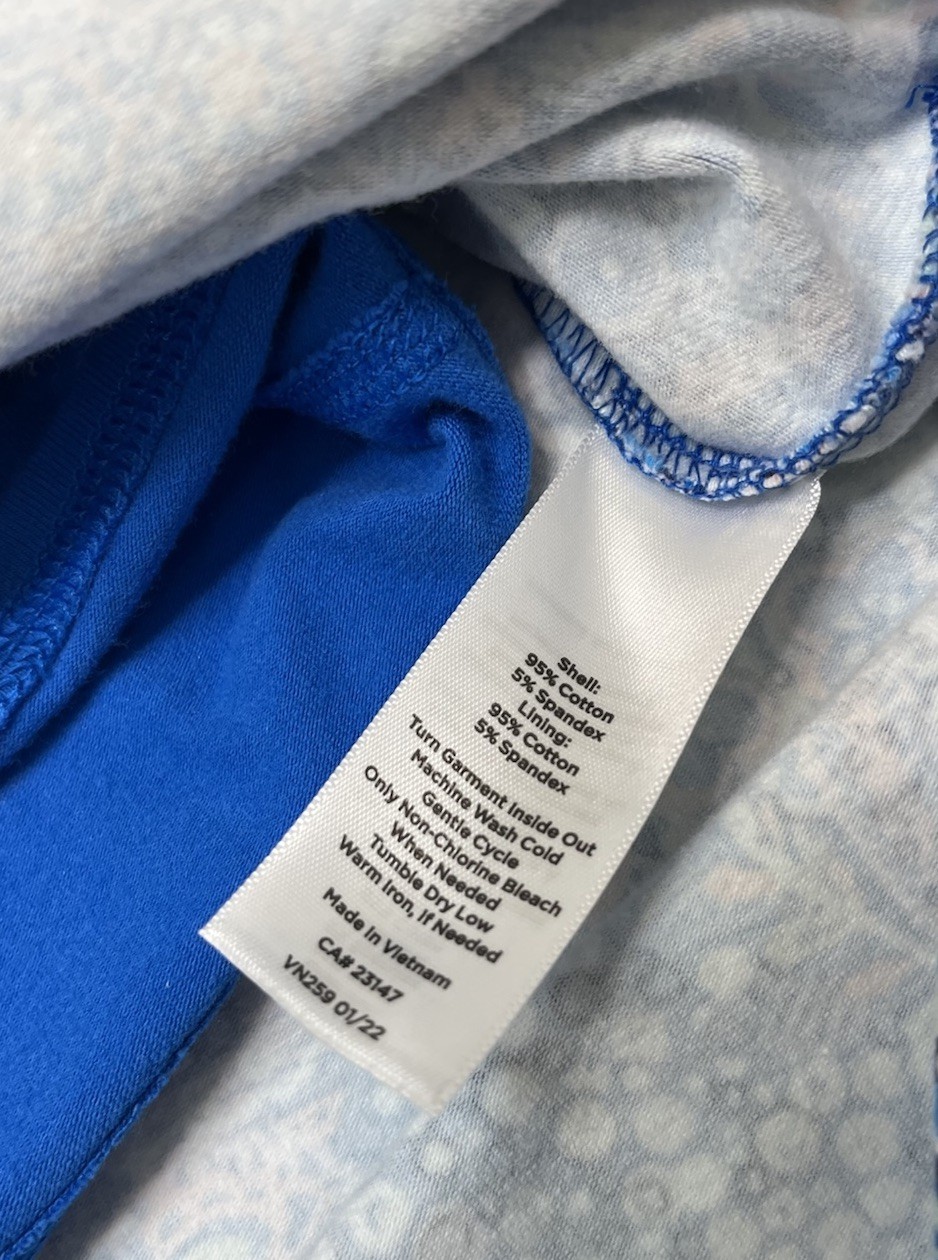 Shell:
95% Cotton
5% Spandex
Lining:
95% Cotton
5% Spandex
Turn Garment Inside Out
Machine Wash Cold
Gentle Cycle
Only Non-Chlorine Bleach
When Needed
Tumble Dry Low
Warm Iron, if Needed
Made in Vietnam
CA# 23147
VN259 01/22